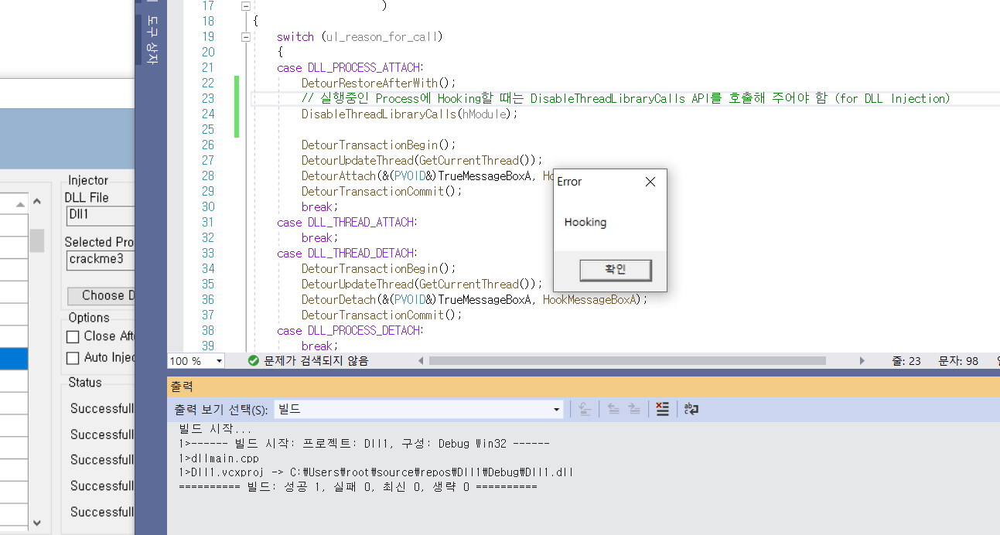 도구 상자
Injector
DLL File
Dll1
Selected Pro
crackme3
Choose D
Options
Close Aft
Auto Injec
Status
Successfull
Successfull
Successfull
Successfull
Successfull
17 )
18 {
19 switch (ul_reason_for_call)
20 {
21 case DLL_PROCESS_ATTACH:
22 DetourRestoreAfterWith();
23 // 실행중인 Process에 Hooking할 때는 DisableThreadLibraryCalls API를 호출해 주어야 함 (for DLL Injection)
24 DisableThreadLibraryCalls(hModule);
25
26 DetourTransactionBegin();
27 DetourUpdateThread(GetCurrentThread());
28 DetourAttach(&(PVOID&)TrueMessageBoxA, Ho
29 DetourTransactionCommit();
30 break;
31 case DLL_THREAD_ATTACH:
32 break;
33 case DLL_THREAD_DETACH:
34 DetourTransactionBegin();
35 DetourUpdateThread(GetCurrentThread());
36 DetourDetach(&(PVOID&)TrueMessageBoxA, HookMessageBoxA);
37 DetourTransactionCommit();
38 case DLL_PROCESS_DETACH:
39 break;
Error
Hooking
확인
100 % 문제가 검색되지 않음 줄: 23 문자: 98
출력
출력 보기 선택(S): 빌드
빌드 시작...
1>------ 빌드 시작: 프로젝트: Dll1, 구성: Debug Win32 ------
1>dllmain.cpp
1>Dll1.vcxproj -> C:₩Users₩root₩source₩repos₩Dll1₩Debug₩Dll1.dll
========== 빌드: 성공 1, 실패 0, 최신 0, 생략 0 ==========